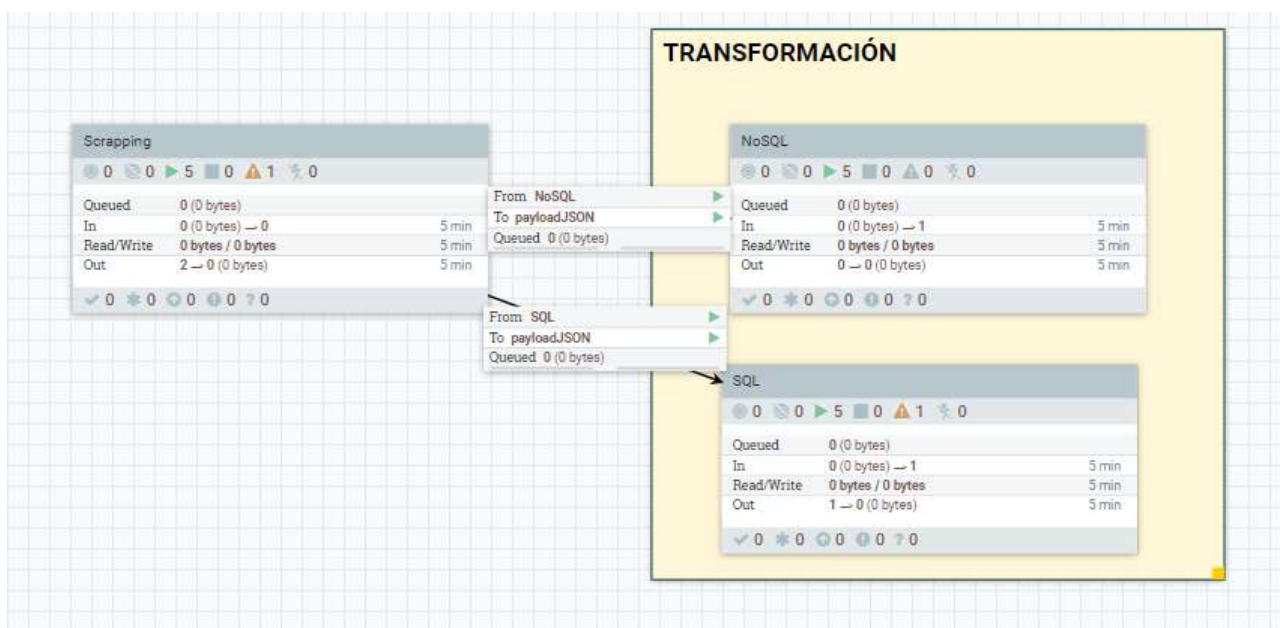 TRANSFORMACIÓN
Scrapping
0 0 5 0 1 0
Queued 0 (0 bytes)
In 0 (0 bytes) → 0 5 min
Read/Write 0 bytes / 0 bytes 5 min
Out 2 → 0 (0 bytes) 5 min
0 0 0 0 ? 0
From NoSQL
To payloadJSON
Queued 0 (0 bytes)
NoSQL
0 0 5 0 0 0
Queued 0 (0 bytes)
In 0 (0 bytes) → 1 5 min
Read/Write 0 bytes / 0 bytes 5 min
Out 0 → 0 (0 bytes) 5 min
0 0 0 0 ? 0
From SQL
To payloadJSON
Queued 0 (0 bytes)
SQL
0 0 5 0 1 0
Queued 0 (0 bytes)
In 0 (0 bytes) → 1 5 min
Read/Write 0 bytes / 0 bytes 5 min
Out 1 → 0 (0 bytes) 5 min
0 0 0 0 ? 0